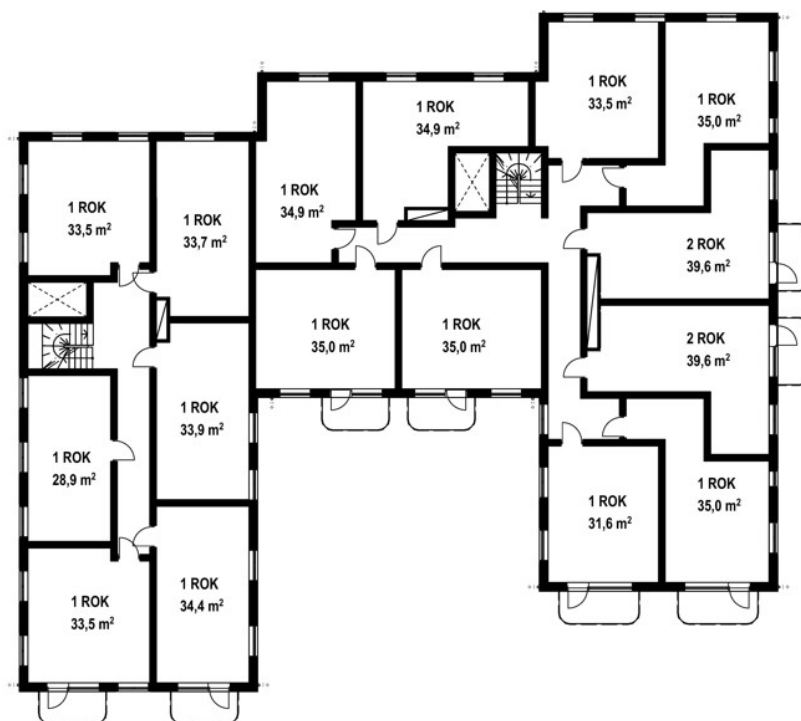 1 ROK
33,5 m²
1 ROK
35,0 m²
1 ROK
34,9 m²
1 ROK
34,9 m²
1 ROK
33,5 m²
1 ROK
33,7 m²
2 ROK
39,6 m²
1 ROK
35,0 m²
1 ROK
35,0 m²
2 ROK
39,6 m²
1 ROK
33,9 m²
1 ROK
28,9 m²
1 ROK
31,6 m²
1 ROK
35,0 m²
1 ROK
33,5 m²
1 ROK
34,4 m²